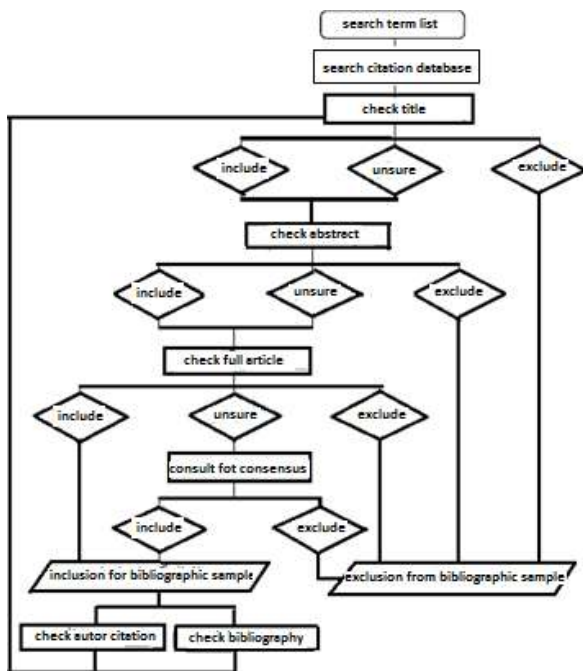 search term list
search citation database
check title
include
unsure
exclude
check abstract
include
unsure
exclude
check full article
include
unsure
exclude
consult fot consensus
include
exclude
inclusion for bibliographic sample
exclusion from bibliographic sample
check autor citation
check bibliography